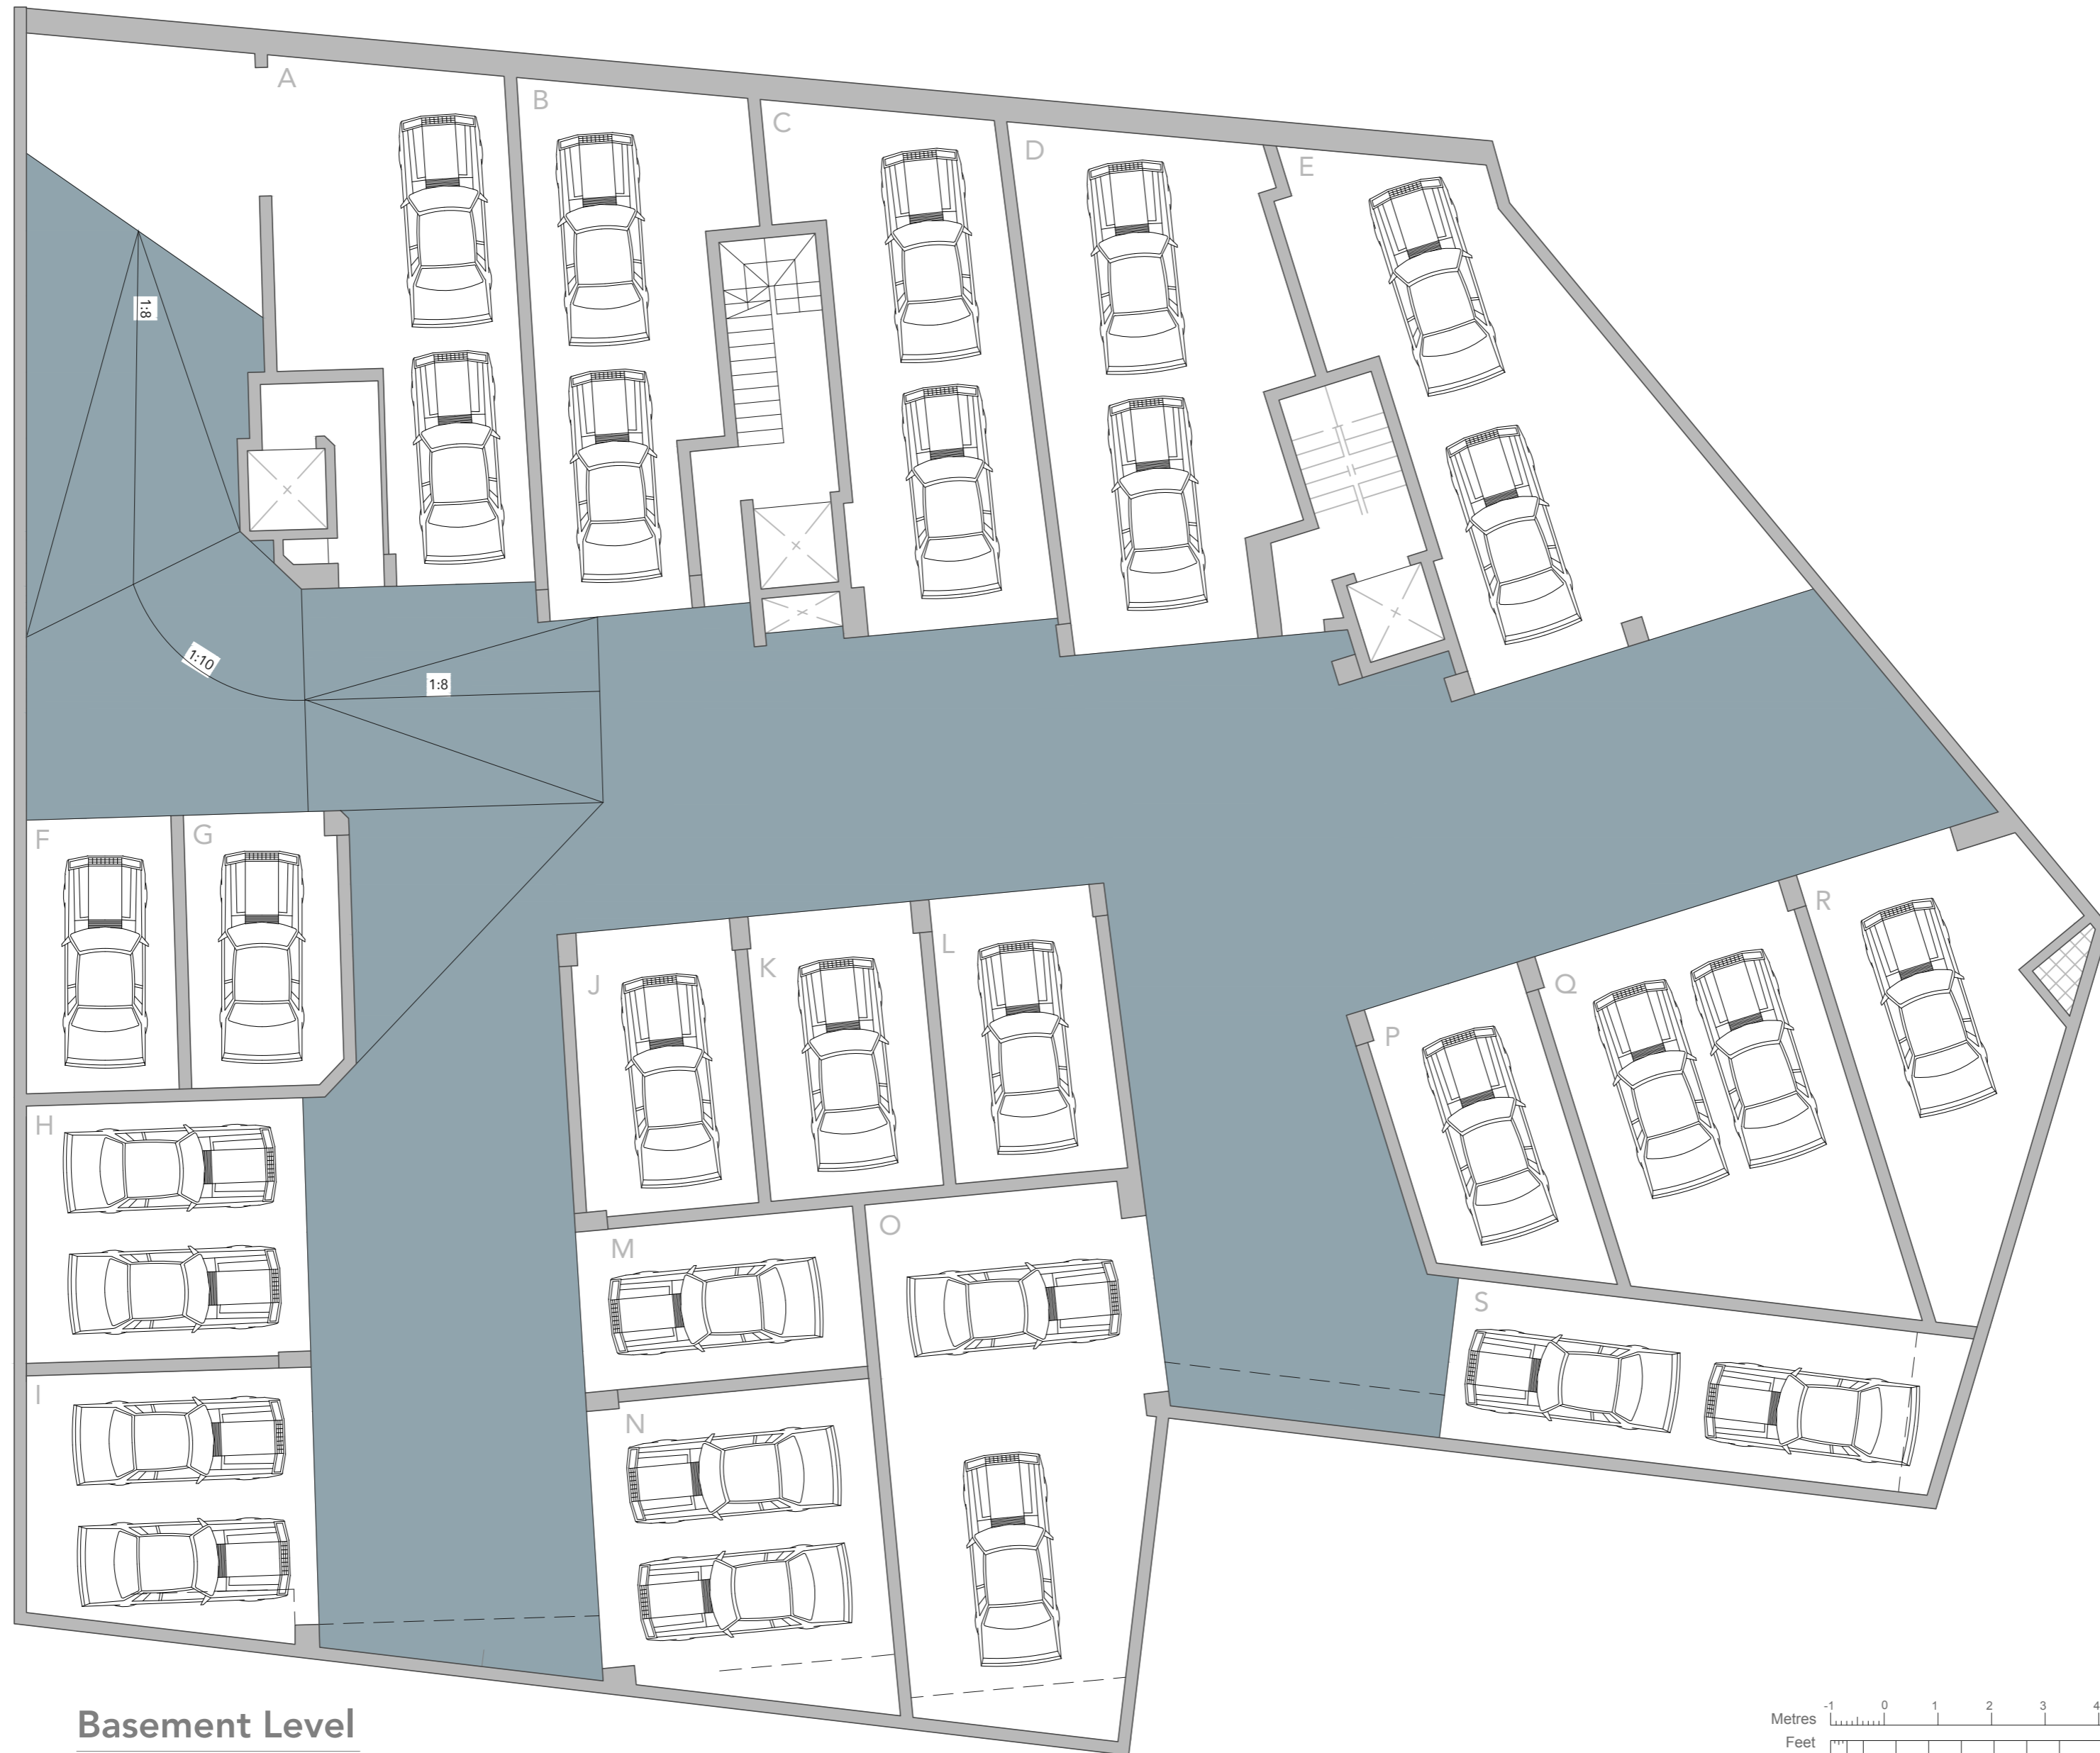 A
B
C
D
E
1:8
1:10
1:8
F
G
H
I
J
K
L
M
N
O
P
Q
R
S
Basement Level
Metres -1 0 1 2 3 4
Feet